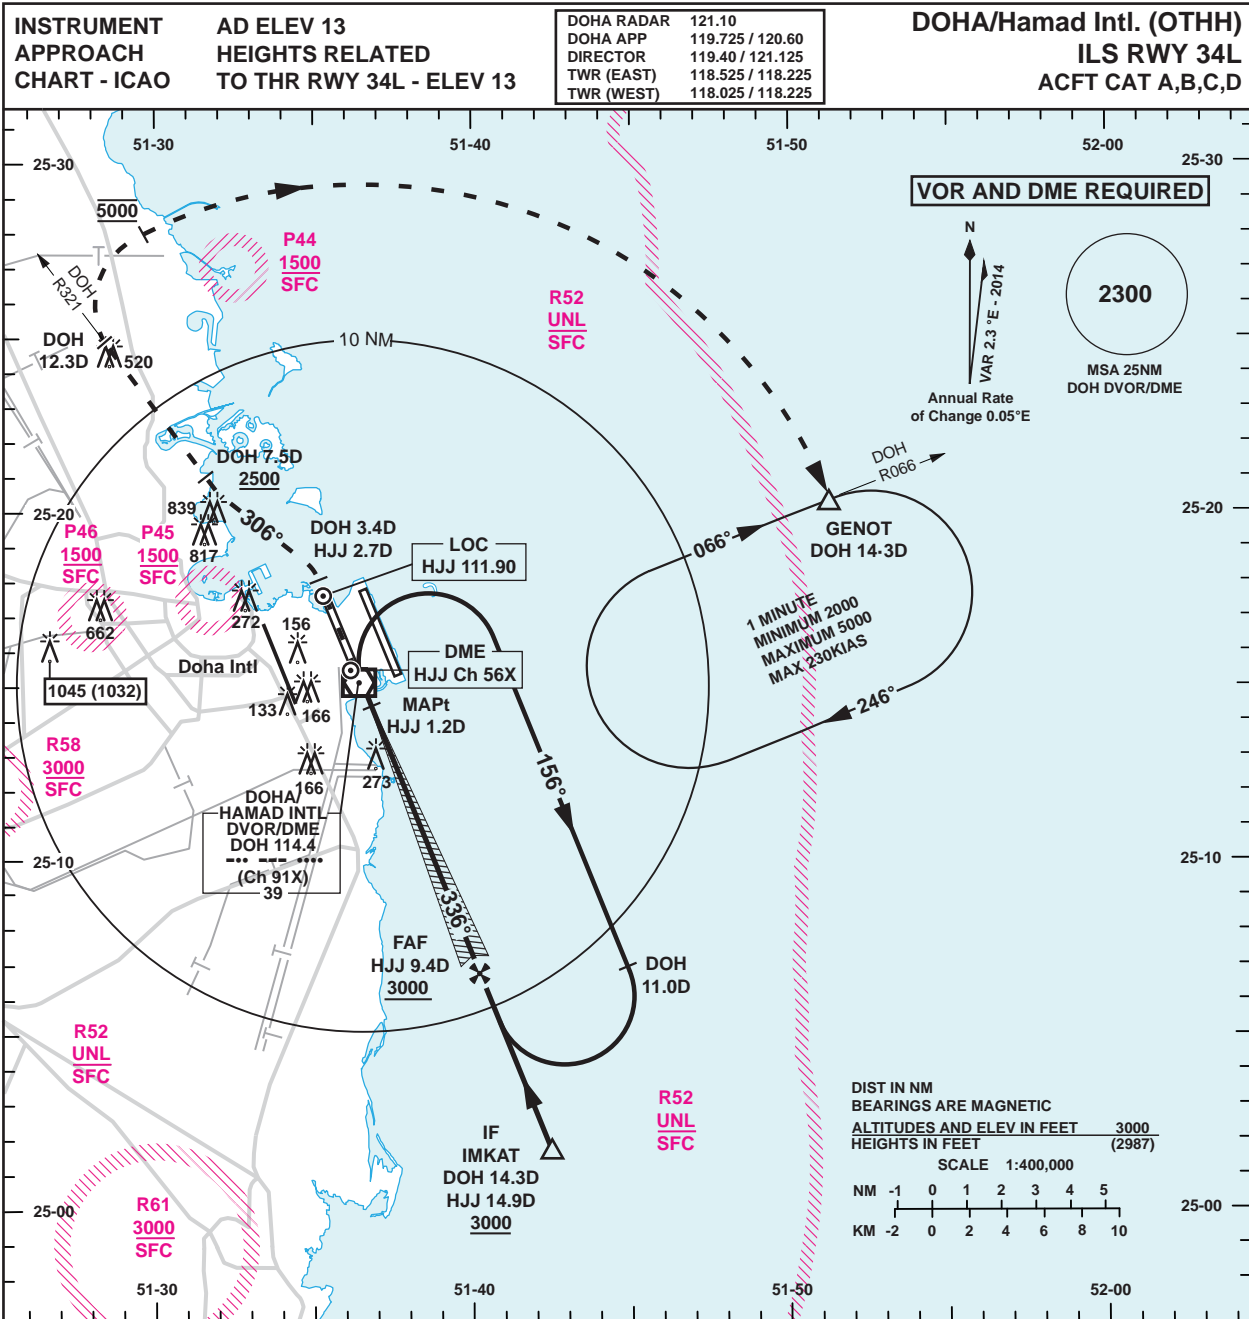 INSTRUMENT
APPROACH
CHART - ICAO
AD ELEV 13
HEIGHTS RELATED
TO THR RWY 34L - ELEV 13
DOHA RADAR 121.10
DOHA APP 119.725 / 120.60
DIRECTOR 119.40 / 121.125
TWR (EAST) 118.525 / 118.225
TWR (WEST) 118.025 / 118.225
DOHA/Hamad Intl. (OTHH)
ILS RWY 34L
ACFT CAT A,B,C,D
51-30
51-40
51-50
52-00
25-30
25-30
VOR AND DME REQUIRED
5000
P44
1500
SFC
N
VAR 2.3 °E - 2014
Annual Rate
of Change 0.05°E
2300
MSA 25NM
DOH DVOR/DME
DOH
R321
R52
UNL
SFC
DOH
12.3D
520
10 NM
DOH 7.5D
2500
DOH
R066
GENOT
DOH 14.3D
25-20
25-20
839
817
306°
P46
1500
SFC
P45
1500
SFC
DOH 3.4D
HJJ 2.7D
LOC
HJJ 111.90
066°
1 MINUTE
MINIMUM 2000
MAXIMUM 5000
MAX 230KIAS
246°
662
272
156
Doha Intl
1045 (1032)
DME
HJJ Ch 56X
MAPt
HJJ 1.2D
133
166
166
273
R58
3000
SFC
156°
DOHA/
HAMAD INTL
DVOR/DME
DOH 114.4
(Ch 91X)
39
25-10
25-10
336°
FAF
HJJ 9.4D
3000
DOH
11.0D
R52
UNL
SFC
R52
UNL
SFC
IF
IMKAT
DOH 14.3D
HJJ 14.9D
3000
DIST IN NM
BEARINGS ARE MAGNETIC
ALTITUDES AND ELEV IN FEET 3000
HEIGHTS IN FEET (2987)
SCALE 1:400,000
NM -1 0 1 2 3 4 5
KM -2 0 2 4 6 8 10
R61
3000
SFC
25-00
25-00
51-30
51-40
51-50
52-00